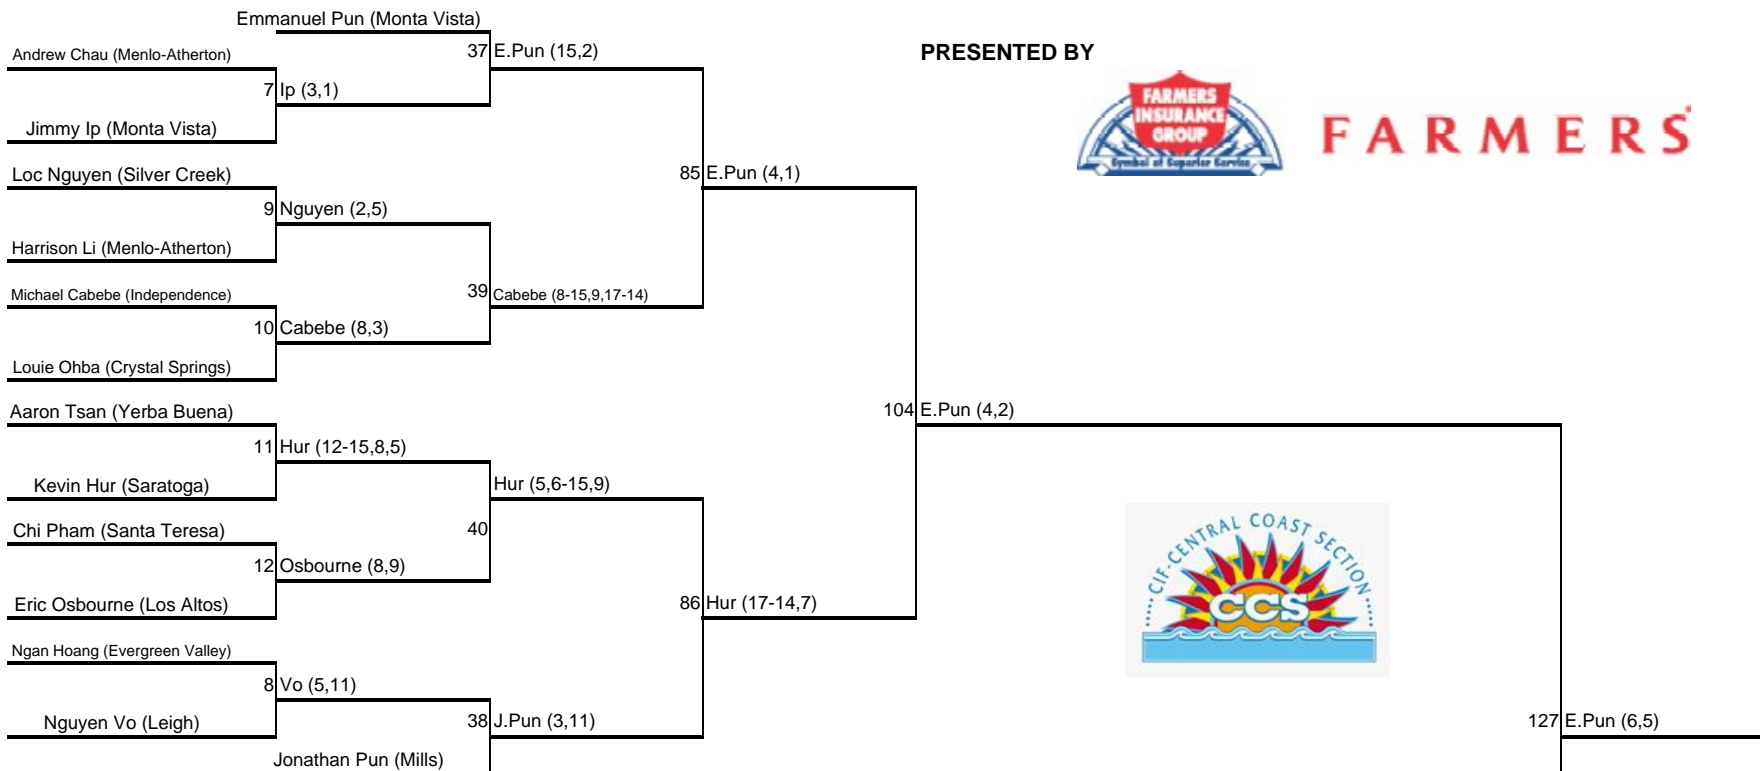 Emmanuel Pun (Monta Vista)
Andrew Chau (Menlo-Atherton)
37 E.Pun (15,2)
PRESENTED BY
7 Ip (3,1)
FARMERS
INSURANCE
GROUP
Symbol of Superior Service
FARMERS
Jimmy Ip (Monta Vista)
Loc Nguyen (Silver Creek)
85 E.Pun (4,1)
9 Nguyen (2,5)
Harrison Li (Menlo-Atherton)
Michael Cabebe (Independence)
39 Cabebe (8-15,9,17-14)
10 Cabebe (8,3)
Louie Ohba (Crystal Springs)
Aaron Tsan (Yerba Buena)
104 E.Pun (4,2)
11 Hur (12-15,8,5)
Kevin Hur (Saratoga)
Hur (5,6-15,9)
Chi Pham (Santa Teresa)
40
CIF-CENTRAL COAST SECTION
CCS
12 Osbourne (8,9)
Eric Osbourne (Los Altos)
86 Hur (17-14,7)
Ngan Hoang (Evergreen Valley)
8 Vo (5,11)
Nguyen Vo (Leigh)
38 J.Pun (3,11)
127 E.Pun (6,5)
Jonathan Pun (Mills)